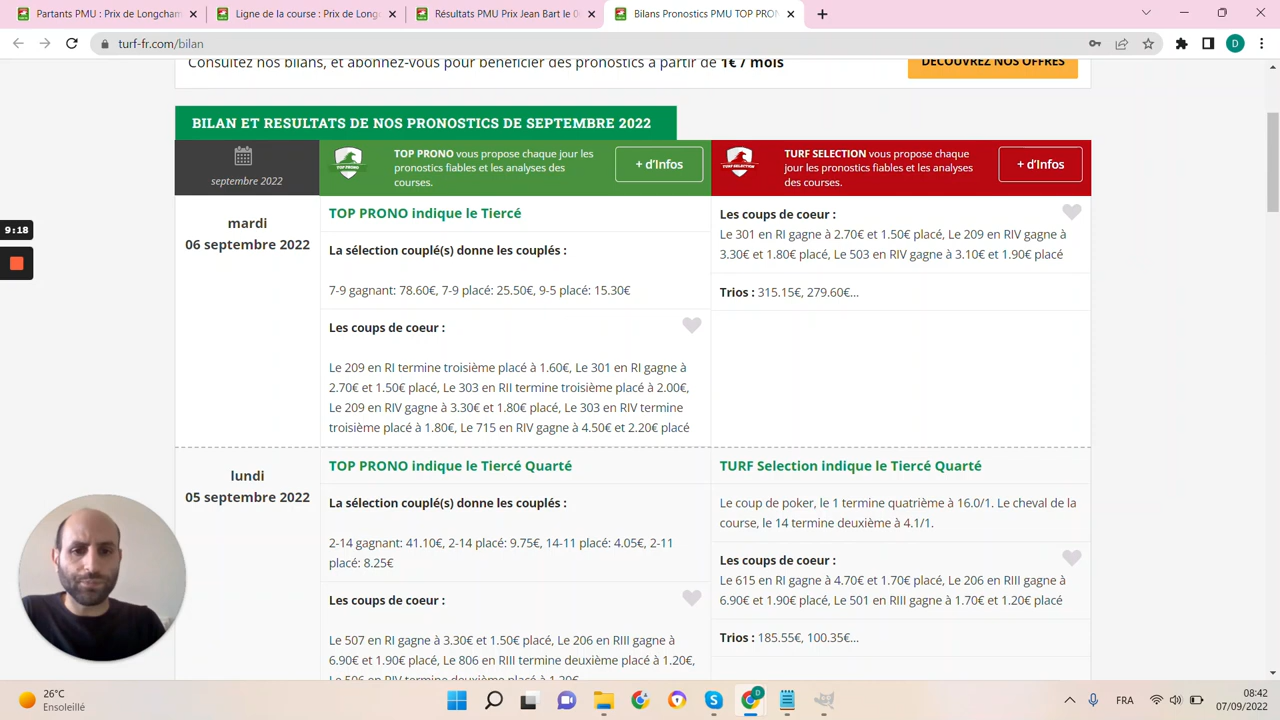 Partants PMU : Prix de Longcham
Ligne de la course : Prix de Long
Résultats PMU Prix Jean Bart le 0
Bilans Pronostics PMU TOP PRON
turf-fr.com/bilan
D
Consultez nos bilans, et abonnez-vous pour bénéficier des pronostics à partir de 1€ / mois
DÉCOUVREZ NOS OFFRES
BILAN ET RESULTATS DE NOS PRONOSTICS DE SEPTEMBRE 2022
septembre 2022
TOP PRONO
TOP PRONO vous propose chaque jour les
pronostics fiables et les analyses des
courses.
+ d'Infos
TURF SELECTION
TURF SELECTION vous propose chaque
jour les pronostics fiables et les analyses
des courses.
+ d'Infos
mardi
06 septembre 2022
TOP PRONO indique le Tiercé
La sélection couplé(s) donne les couplés :
7-9 gagnant: 78.60€, 7-9 placé: 25.50€, 9-5 placé: 15.30€
Les coups de coeur :
Le 209 en RI termine troisième placé à 1.60€, Le 301 en RI gagne à
2.70€ et 1.50€ placé, Le 303 en RII termine troisième placé à 2.00€,
Le 209 en RIV gagne à 3.30€ et 1.80€ placé, Le 303 en RIV termine
troisième placé à 1.80€, Le 715 en RIV gagne à 4.50€ et 2.20€ placé
Les coups de coeur :
Le 301 en RI gagne à 2.70€ et 1.50€ placé, Le 209 en RIV gagne à
3.30€ et 1.80€ placé, Le 503 en RIV gagne à 3.10€ et 1.90€ placé
Trios : 315.15€, 279.60€...
9:18
lundi
05 septembre 2022
TOP PRONO indique le Tiercé Quarté
La sélection couplé(s) donne les couplés :
2-14 gagnant: 41.10€, 2-14 placé: 9.75€, 14-11 placé: 4.05€, 2-11
placé: 8.25€
Les coups de coeur :
Le 507 en RI gagne à 3.30€ et 1.50€ placé, Le 206 en RIII gagne à
6.90€ et 1.90€ placé, Le 806 en RIII termine deuxième placé à 1.20€,
Le 506 en RIV termine deuxième placé à 1.20€
TURF Selection indique le Tiercé Quarté
Le coup de poker, le 1 termine quatrième à 16.0/1. Le cheval de la
course, le 14 termine deuxième à 4.1/1.
Les coups de coeur :
Le 615 en RI gagne à 4.70€ et 1.70€ placé, Le 206 en RIII gagne à
6.90€ et 1.90€ placé, Le 501 en RIII gagne à 1.70€ et 1.20€ placé
Trios : 185.55€, 100.35€...
26°C
Ensoleillé
D
FRA
08:42
07/09/2022